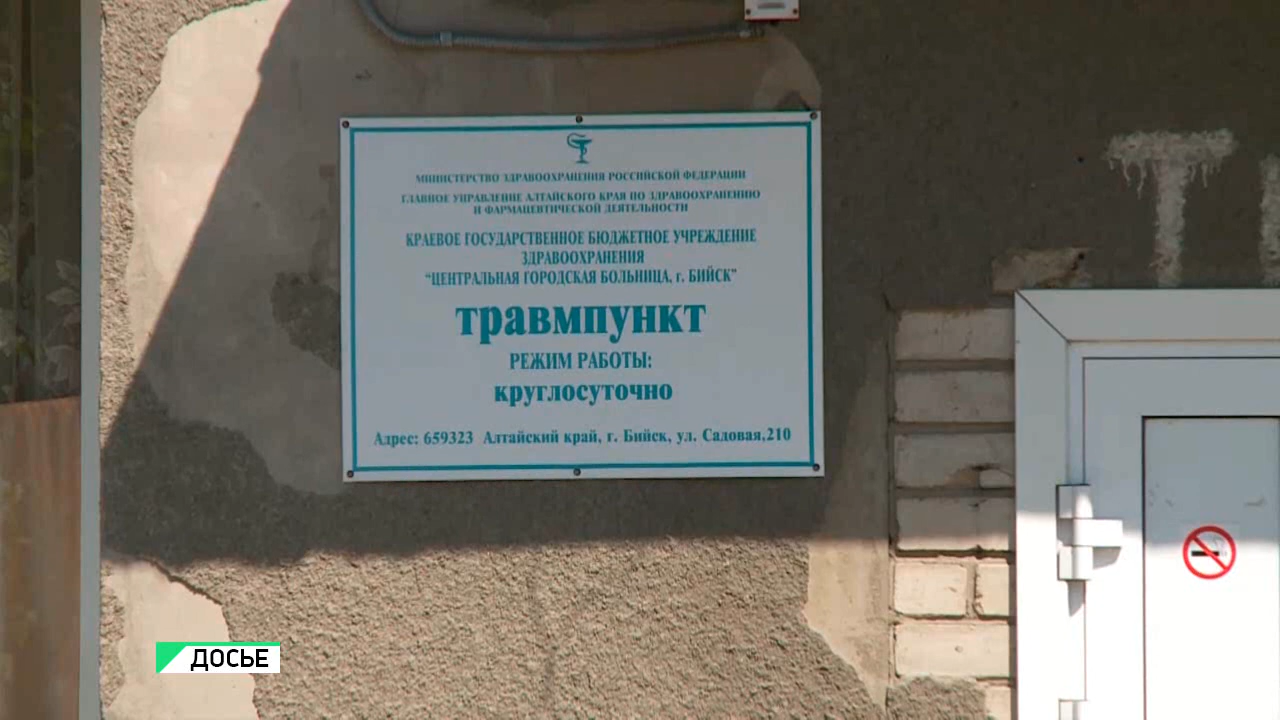 МИНИСТЕРСТВО ЗДРАВООХРАНЕНИЯ РОССИЙСКОЙ ФЕДЕРАЦИИ
ГЛАВНОЕ УПРАВЛЕНИЕ АЛТАЙСКОГО КРАЯ ПО ЗДРАВООХРАНЕНИЮ
И ФАРМАЦЕВТИЧЕСКОЙ ДЕЯТЕЛЬНОСТИ
КРАЕВОЕ ГОСУДАРСТВЕННОЕ БЮДЖЕТНОЕ УЧРЕЖДЕНИЕ
ЗДРАВООХРАНЕНИЯ
“ЦЕНТРАЛЬНАЯ ГОРОДСКАЯ БОЛЬНИЦА, г. БИЙСК”
травмпункт
РЕЖИМ РАБОТЫ:
круглосуточно
Адрес: 659323 Алтайский край, г. Бийск, ул. Садовая,210
Т
ДОСЬЕ